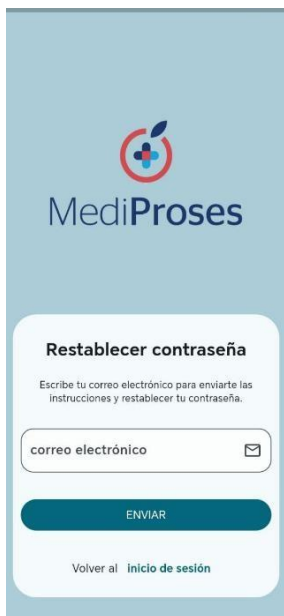 MediProses
Restablecer contraseña
Escribe tu correo electrónico para enviarte las
instrucciones y restablecer tu contraseña.
correo electrónico
ENVIAR
Volver al inicio de sesión